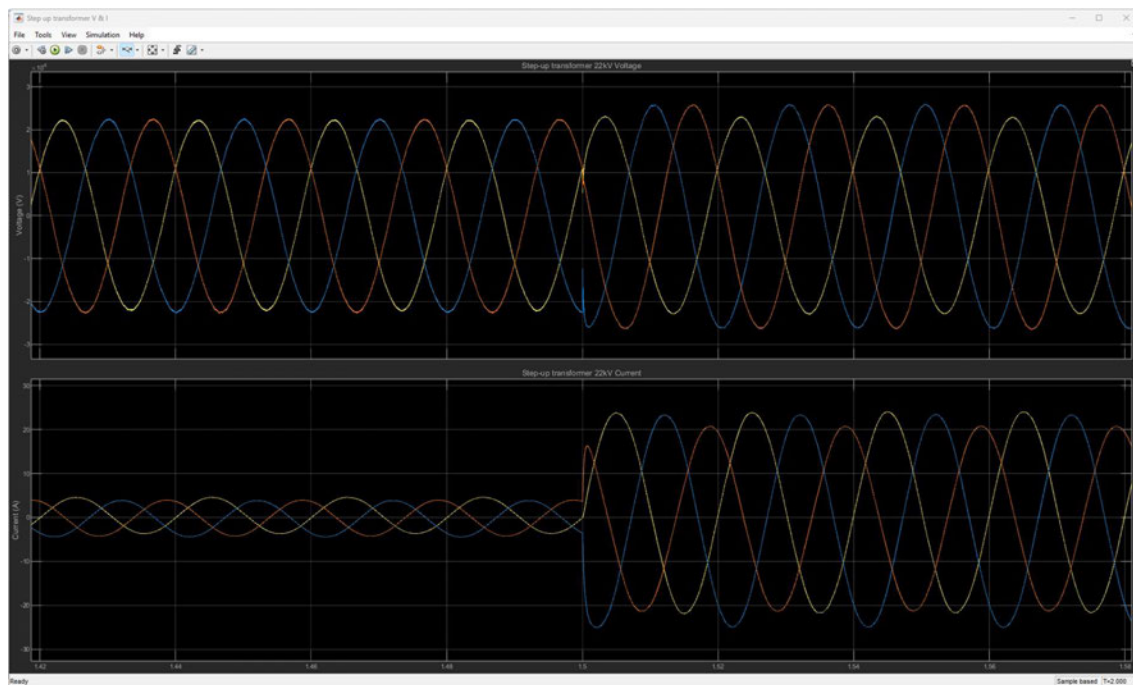 Step-up transformer V & I
File Tools View Simulation Help
Step-up transformer 22kV Voltage
3
2
1
0
-1
-2
-3
Voltage (V)
Step-up transformer 22kV Current
30
20
10
0
-10
-20
-30
Current (A)
1.42 1.44 1.46 1.48 1.5 1.52 1.54 1.56 1.58
Ready Sample based T=2.000